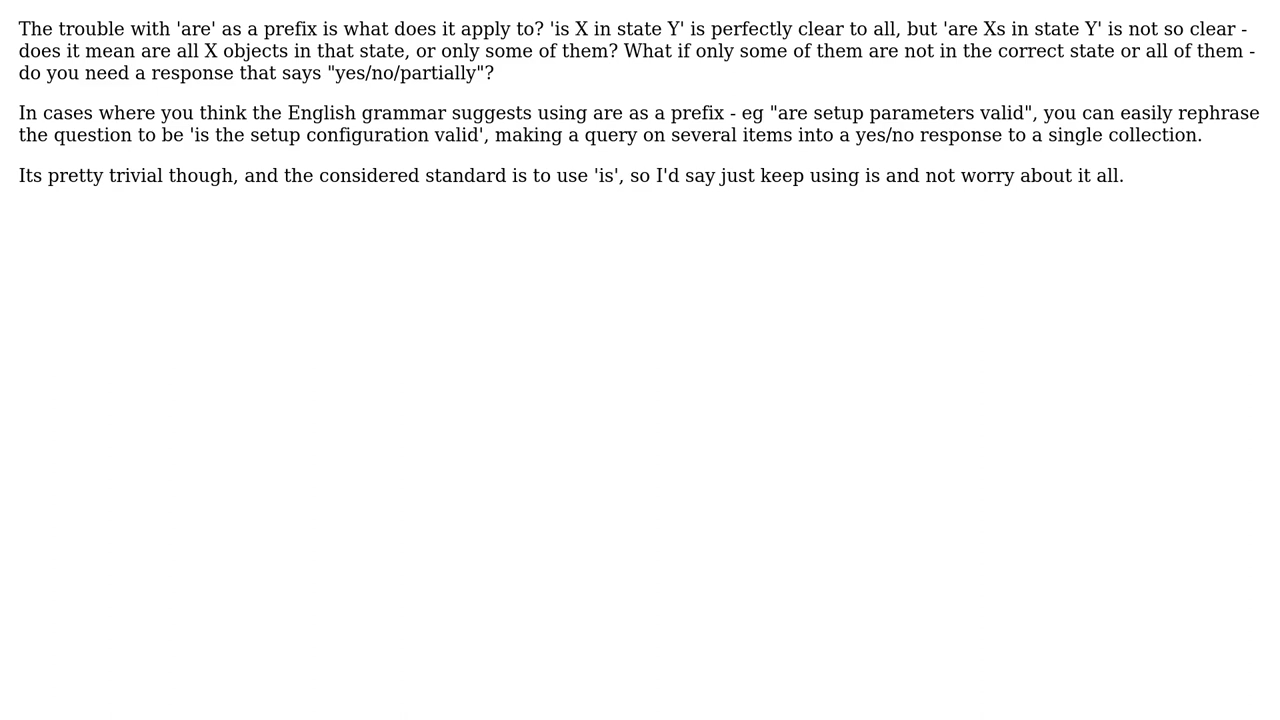 The trouble with 'are' as a prefix is what does it apply to? 'is X in state Y' is perfectly clear to all, but 'are Xs in state Y' is not so clear -
does it mean are all X objects in that state, or only some of them? What if only some of them are not in the correct state or all of them -
do you need a response that says "yes/no/partially"?
In cases where you think the English grammar suggests using are as a prefix - eg "are setup parameters valid", you can easily rephrase
the question to be 'is the setup configuration valid', making a query on several items into a yes/no response to a single collection.
Its pretty trivial though, and the considered standard is to use 'is', so I'd say just keep using is and not worry about it all.